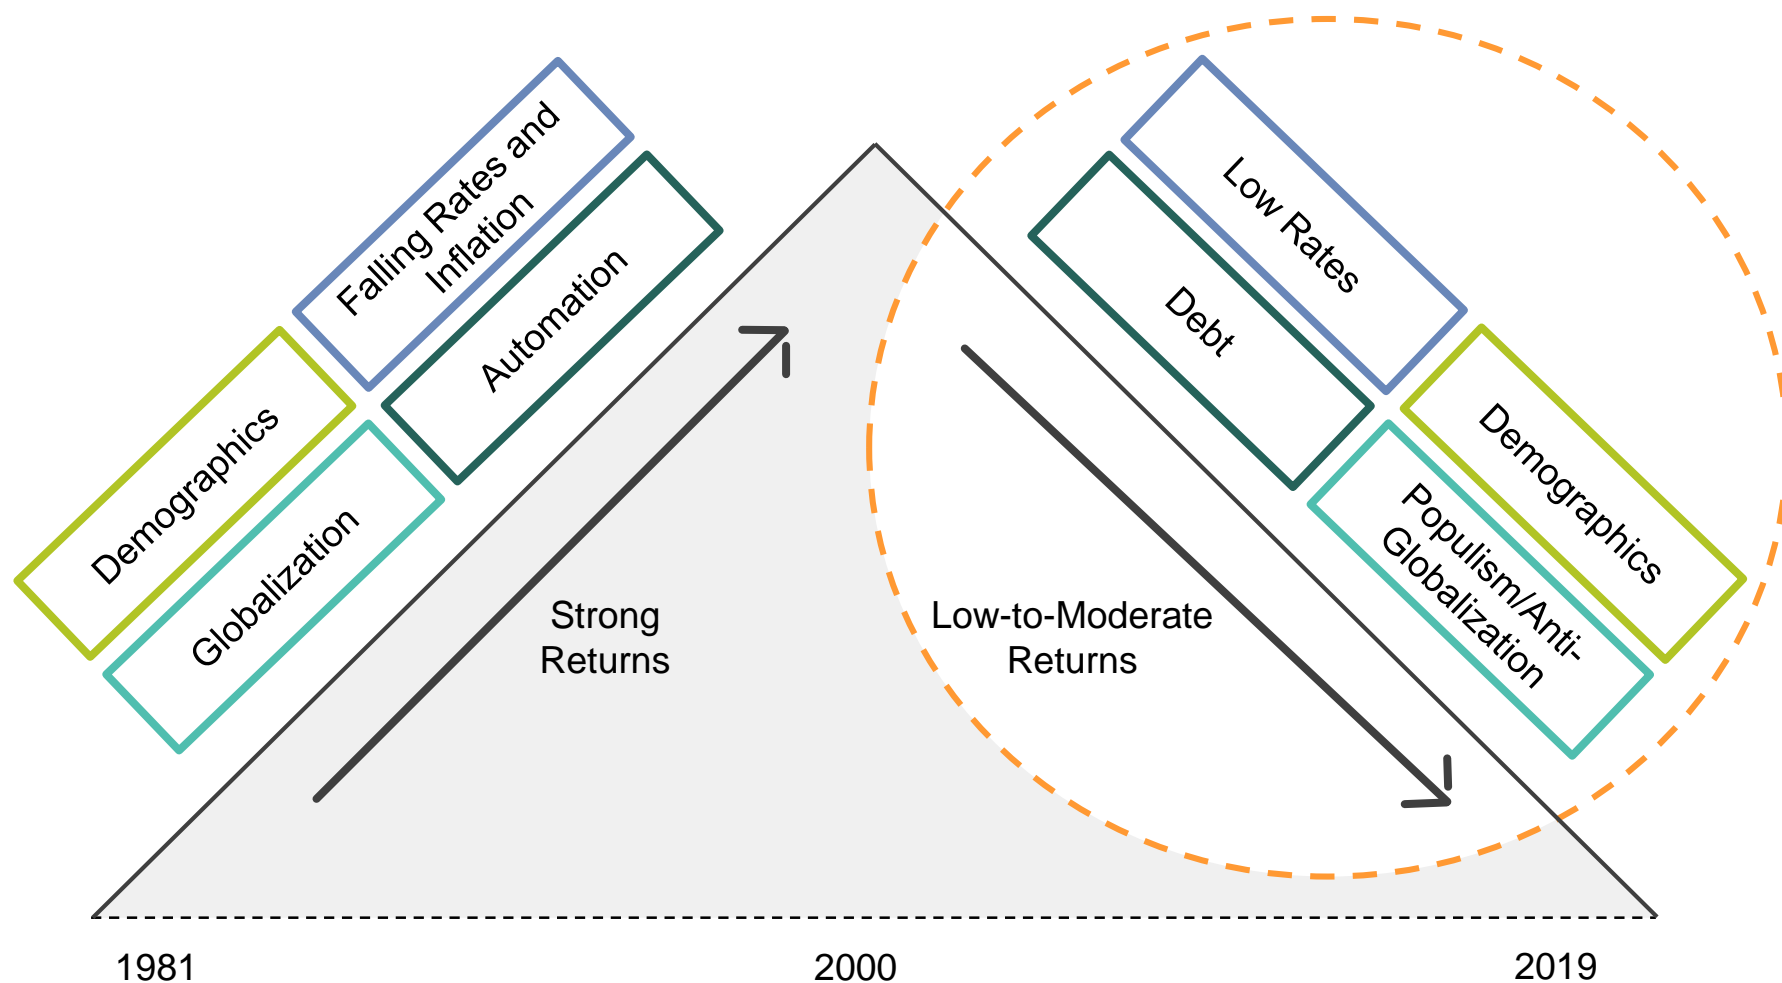 Falling Rates and
Inflation
Automation
Demographics
Globalization
Low Rates
Debt
Demographics
Populism/Anti-
Globalization
Strong
Returns
Low-to-Moderate
Returns
1981
2000
2019